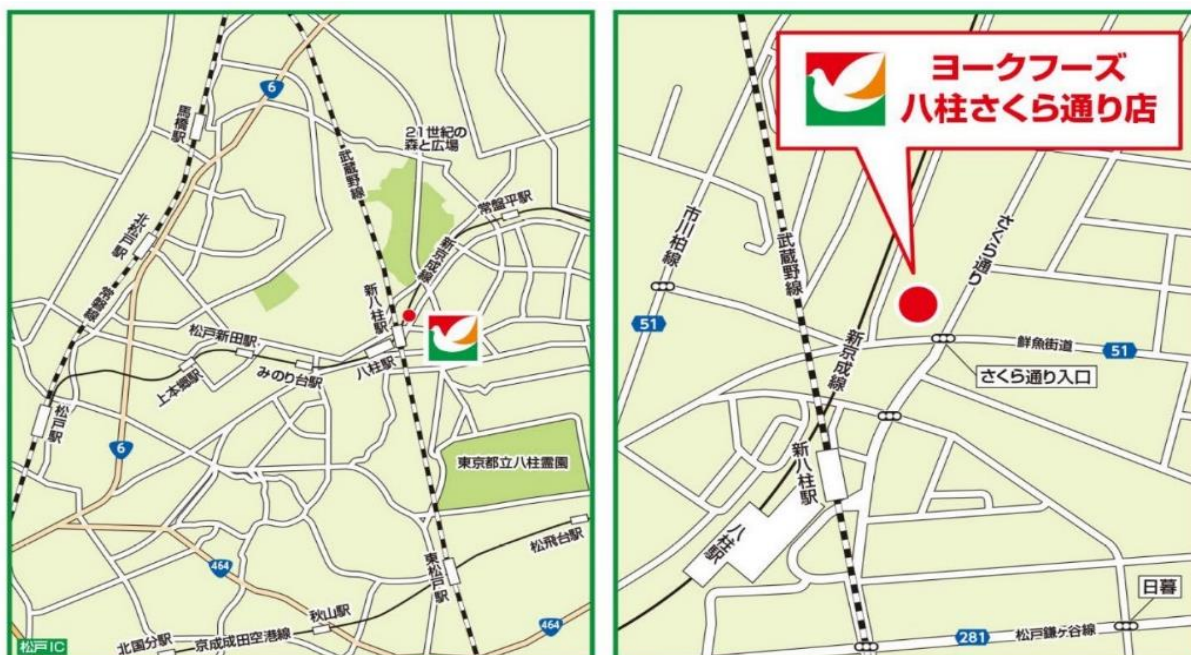 6
馬橋駅
21世紀の
森と広場
武蔵野線
常盤平駅
北松戸駅
新京成線
常磐線
新八柱駅
松戸新田駅
八柱駅
みのり台駅
上本郷駅
松戸駅
6
東京都立八柱霊園
松飛台駅
464
東松戸駅
秋山駅
464
北国分駅
京成成田空港線
松戸IC
ヨークフーズ
八柱さくら通り店
市川柏線
武蔵野線
さくら通り
51
新京成線
鮮魚街道
51
さくら通り入口
新八柱駅
八柱駅
日暮
281
松戸鎌ヶ谷線